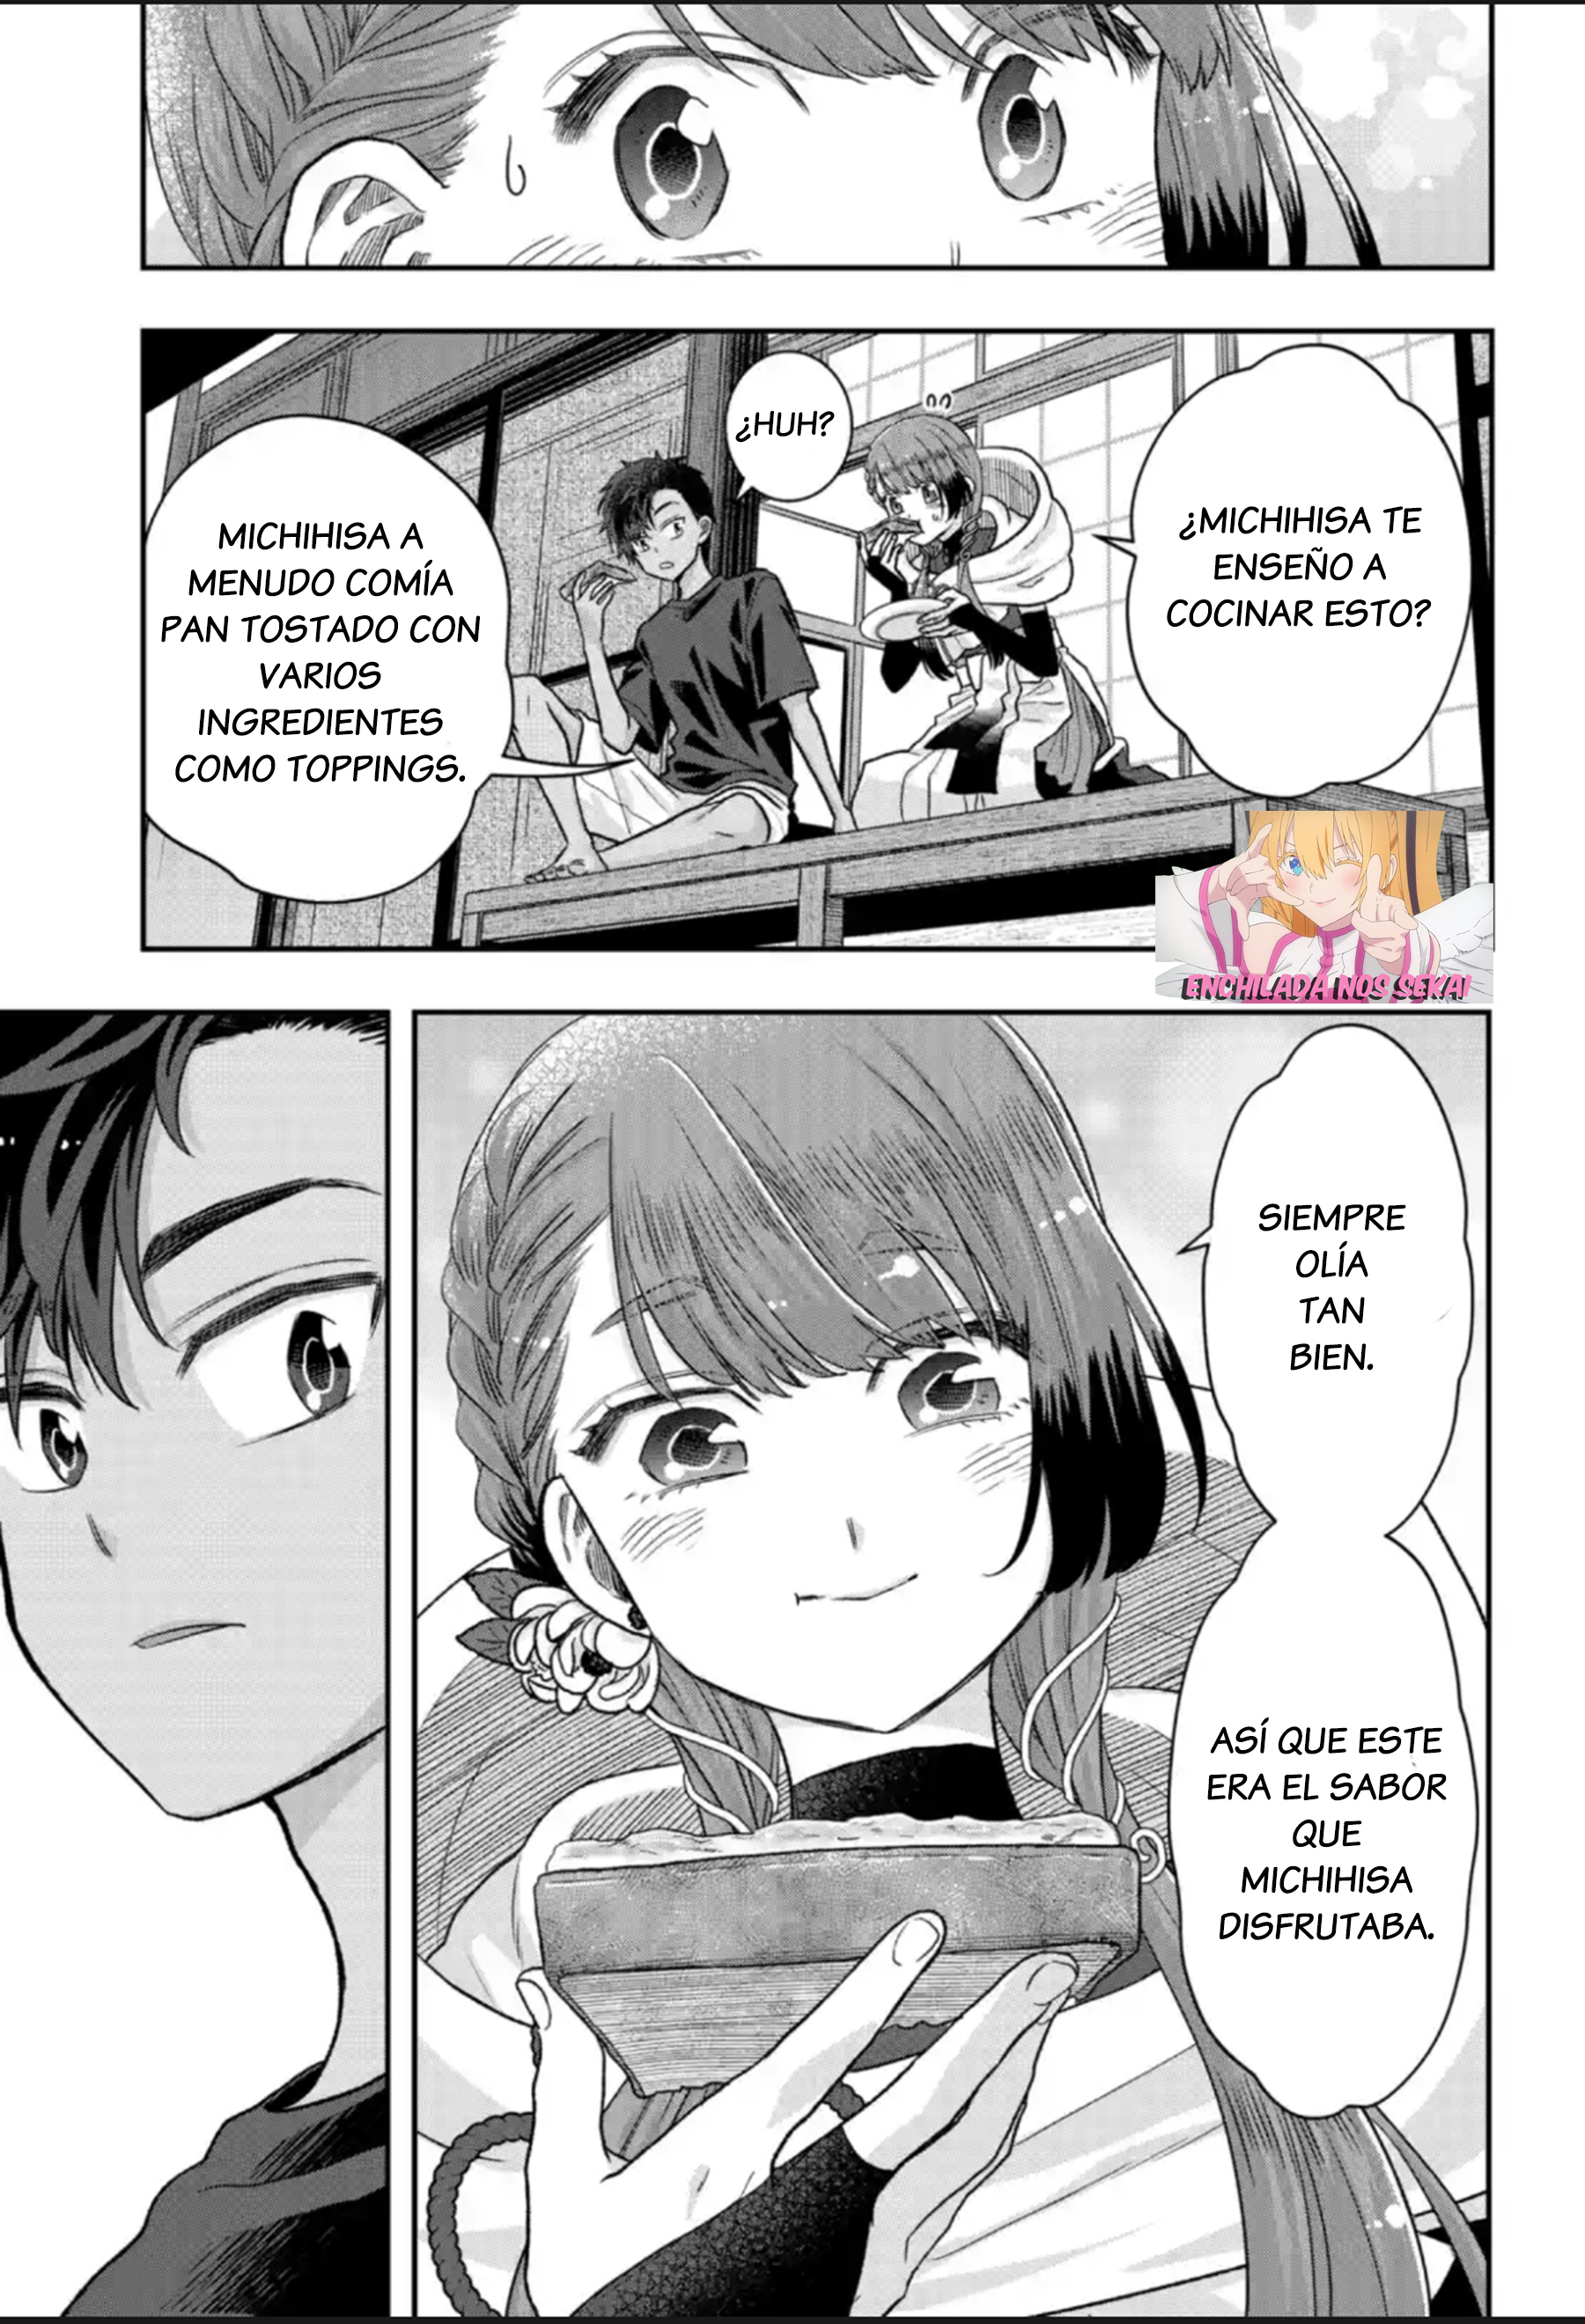 ¿MICHIHISA TE
ENSEÑO A
COCINAR ESTO?
¿HUH?
MICHIHISA A
MENUDO COMÍA
PAN TOSTADO CON
VARIOS
INGREDIENTES
COMO TOPPINGS.
ENCHILADA NOS SEKAI
SIEMPRE
OLÍA
TAN
BIEN.
ASÍ QUE ESTE
ERA EL SABOR
QUE
MICHIHISA
DISFRUTABA.